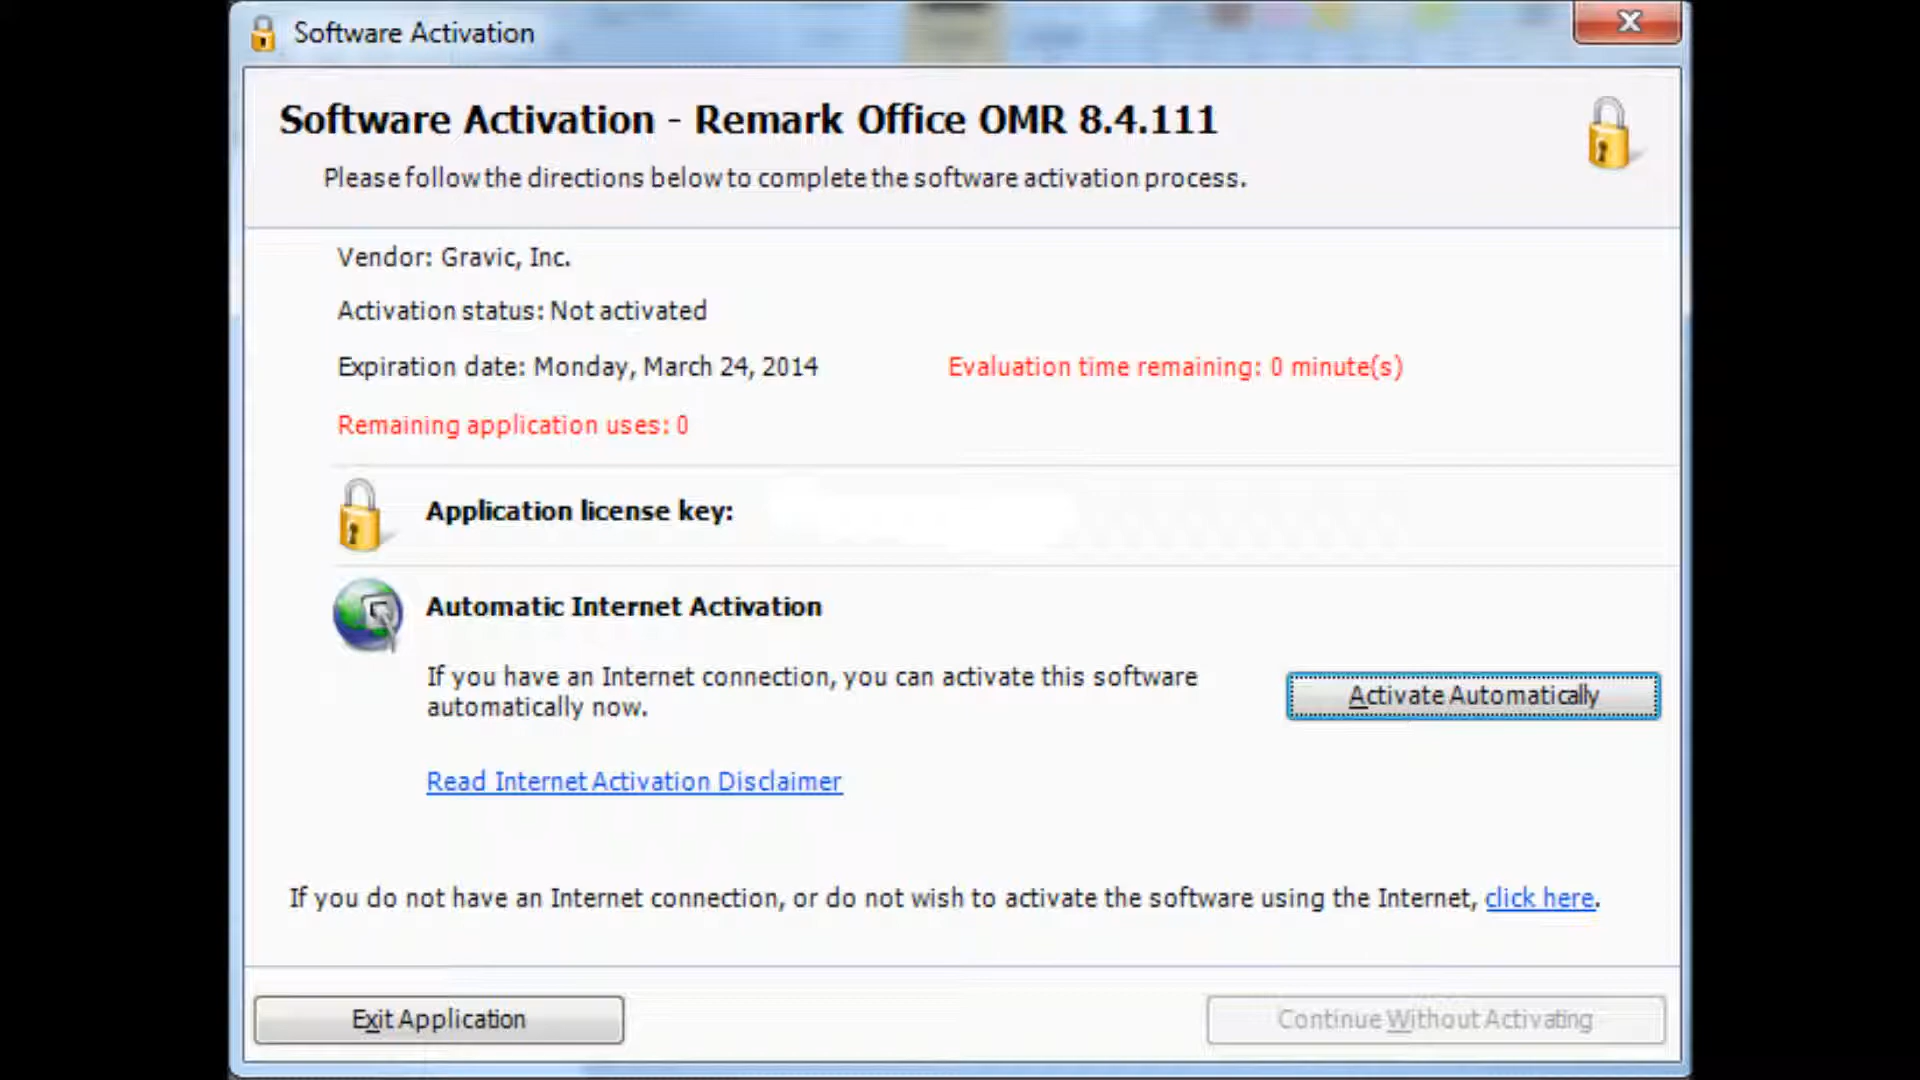 Software Activation
Software Activation - Remark Office OMR 8.4.111
Please follow the directions below to complete the software activation process.
Vendor: Gravic, Inc.
Activation status: Not activated
Expiration date: Monday, March 24, 2014
Evaluation time remaining: 0 minute(s)
Remaining application uses: 0
Application license key:
Automatic Internet Activation
If you have an Internet connection, you can activate this software
automatically now.
Activate Automatically
Read Internet Activation Disclaimer
If you do not have an Internet connection, or do not wish to activate the software using the Internet, click here.
Exit Application
Continue Without Activating